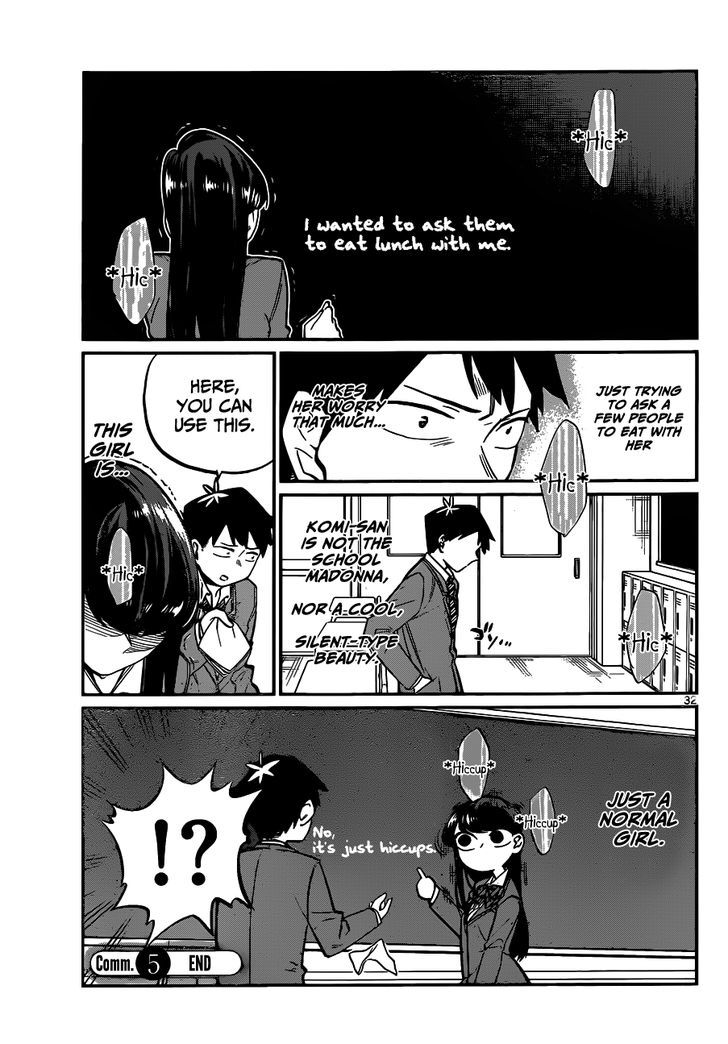 *Hic*
I wanted to ask them
to eat lunch with me.
*Hic*
JUST TRYING
TO ASK A
FEW PEOPLE
TO EAT WITH
HER
MAKES
HER WORRY
THAT MUCH...
*Hic*
HERE,
YOU CAN
USE THIS.
THIS
GIRL
IS...
*Hic*
KOMI-SAN
IS NOT THE
SCHOOL
MADONNA,
NOR A COOL,
SILENT-TYPE
BEAUTY.
*Hic*
32
JUST A
NORMAL
GIRL.
*Hiccup*
*Hiccup*
No,
it's just hiccups.
!?
Comm. 5 END